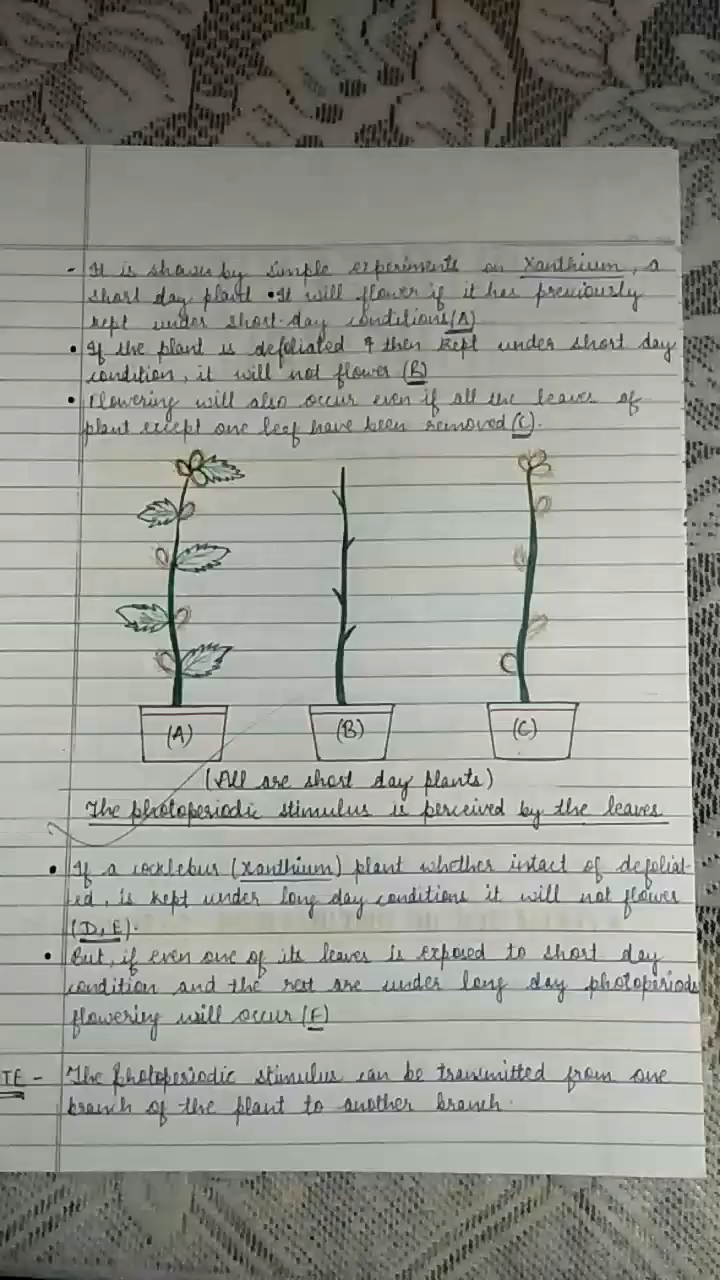 - It is shown by simple experiments on Xanthium, a
short day plant • It will flower if it has previously
kept under short-day conditions(A)
• If the plant is defoliated & then kept under short day
condition, it will not flower (B)
• Flowering will also occur even if all the leaves of
plant except one leaf have been removed (C).
(A) (B) (C)
(All are short day plants)
The photoperiodic stimulus is perceived by the leaves
• If a cocklebur (Xanthium) plant whether intact of defoliat-
ed, is kept under long day conditions it will not flower
(D, E).
• But, if even one of its leaves is exposed to short day
condition and the rest are under long day photoperiods
flowering will occur (F)
TE - The photoperiodic stimulus can be transmitted from one
branch of the plant to another branch.